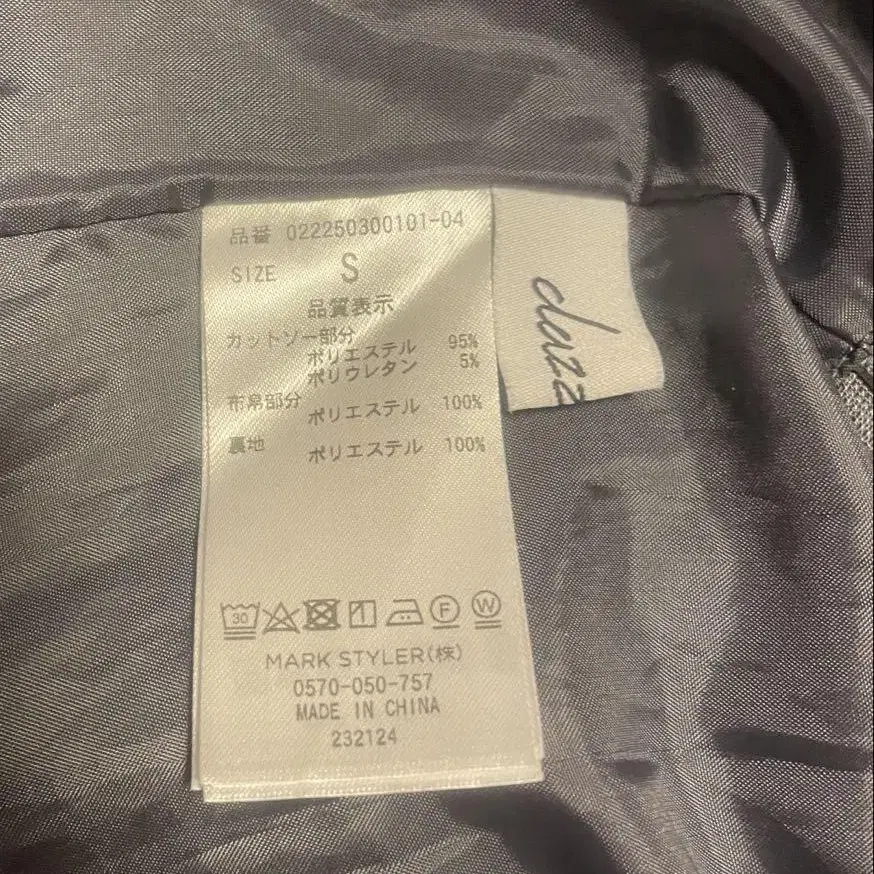 品番 022250300101-04
SIZE S
品質表示
カットソー部分
ポリエステル 95%
ポリウレタン 5%
布帛部分
ポリエステル 100%
裏地
ポリエステル 100%
30 F W
MARK STYLER(株)
0570-050-757
MADE IN CHINA
232124
dazz